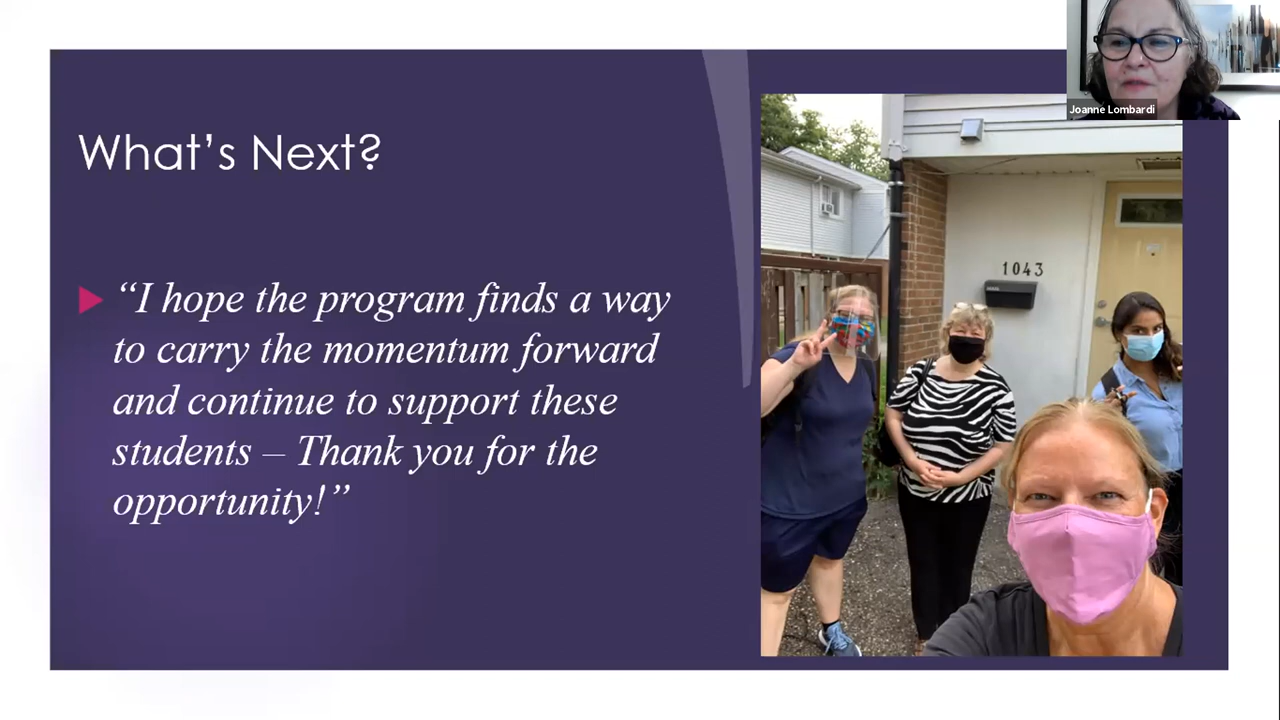 Joanne Lombardi
What’s Next?
“I hope the program finds a way
to carry the momentum forward
and continue to support these
students – Thank you for the
opportunity!”
1043